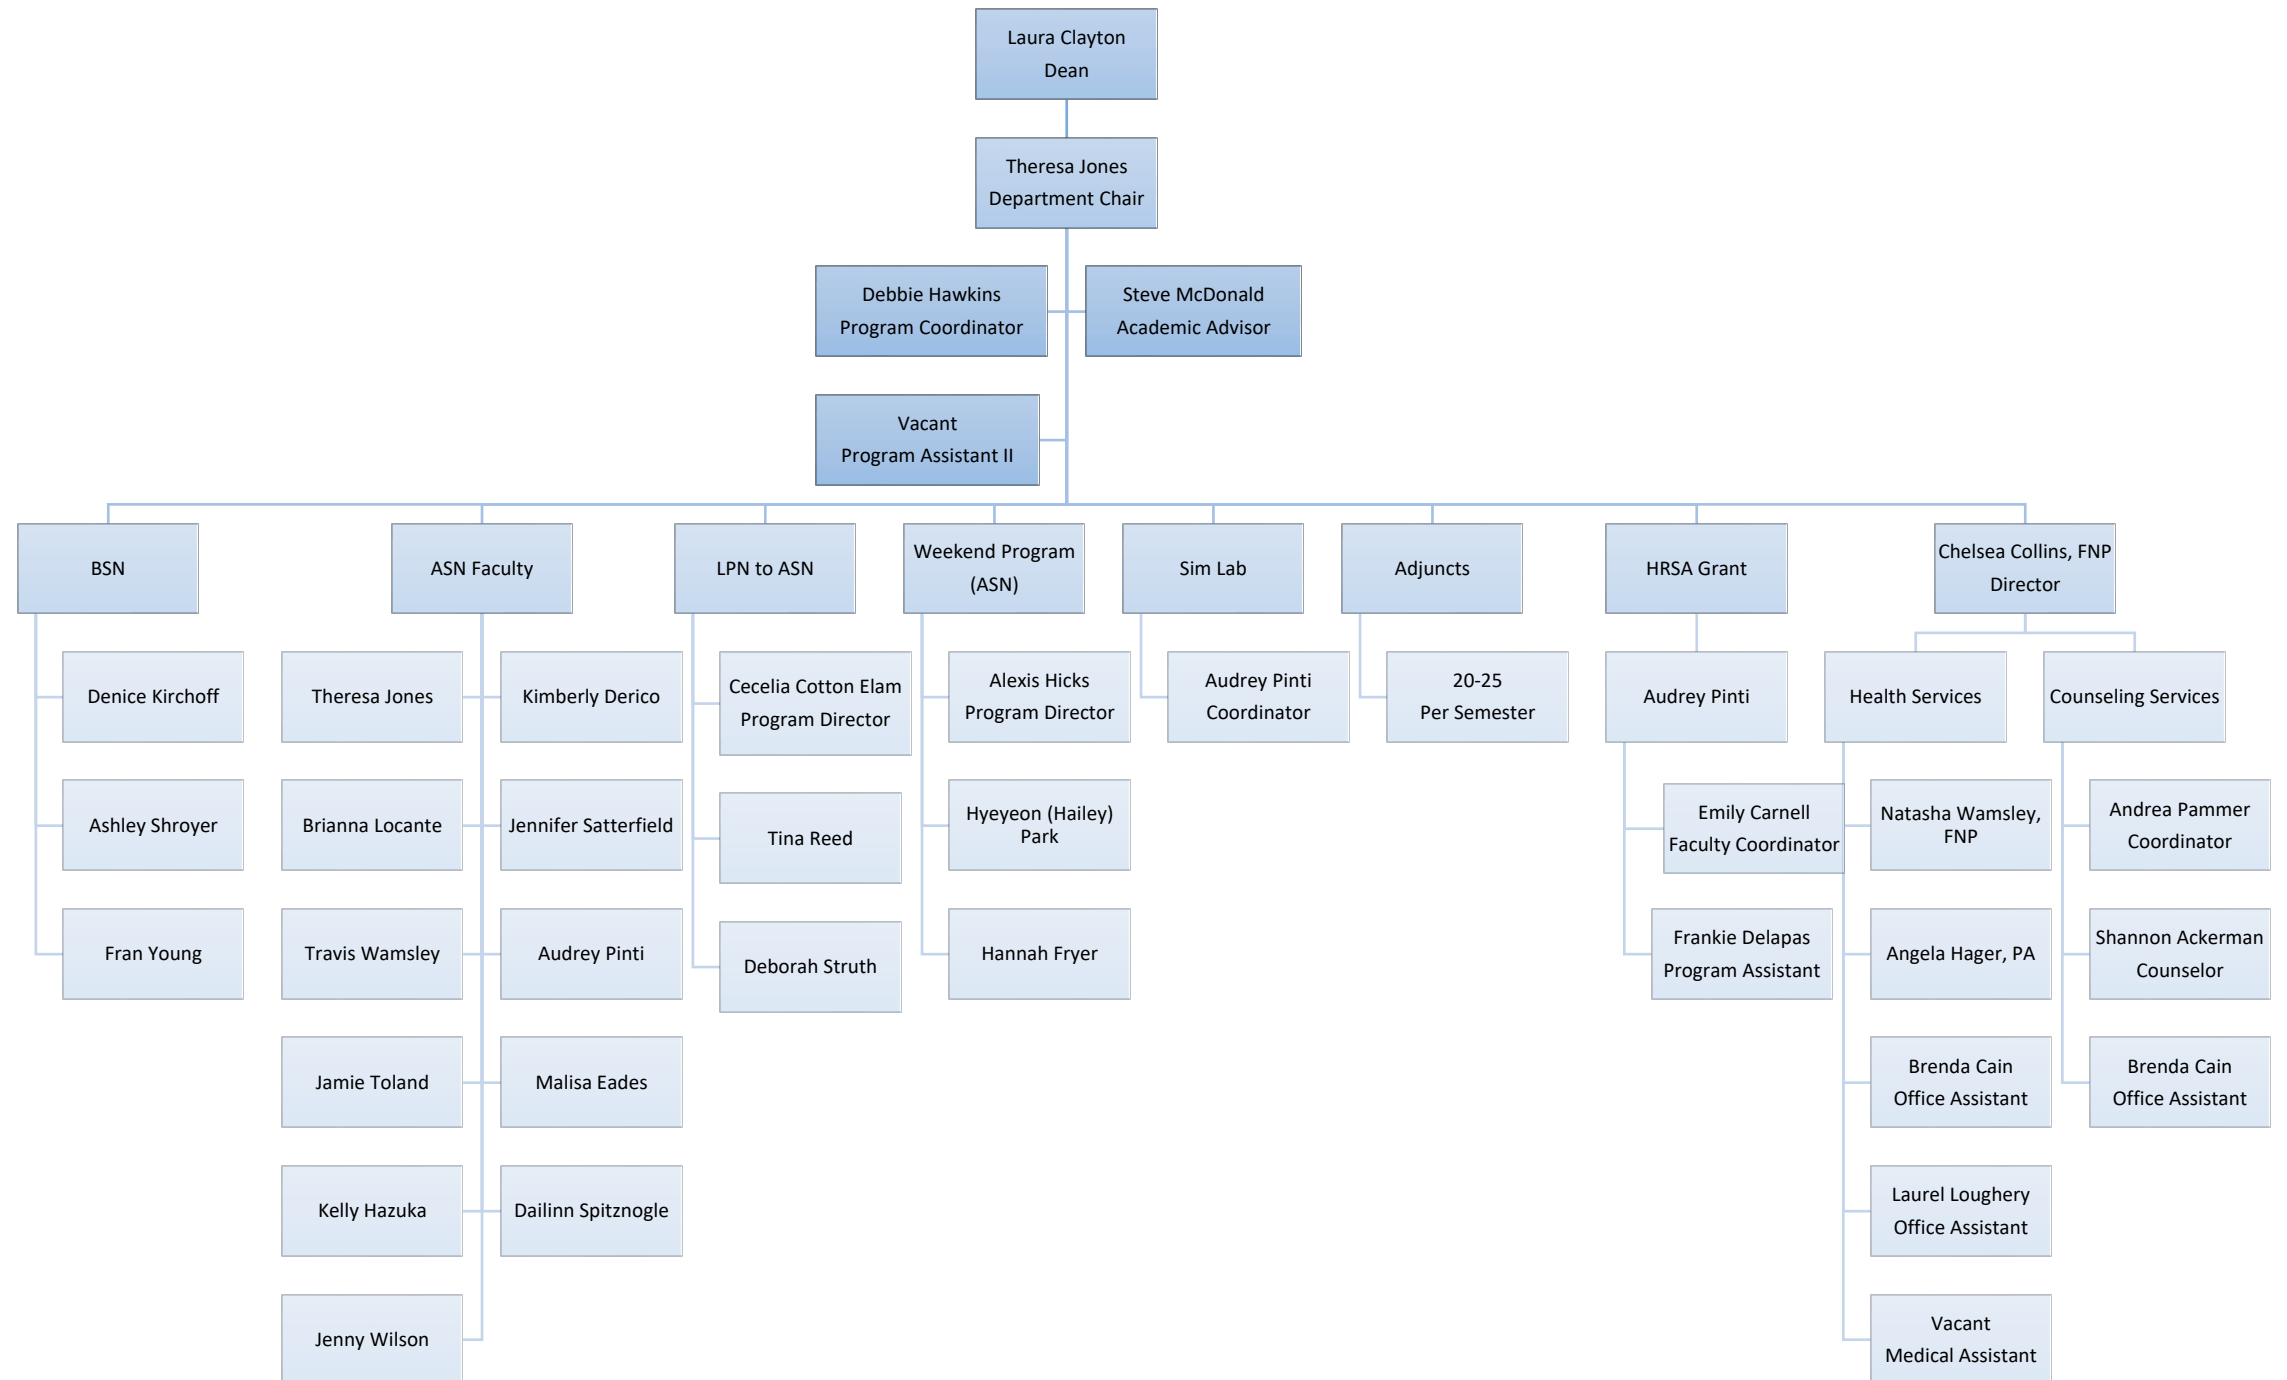 Laura Clayton
Dean
Theresa Jones
Department Chair
Debbie Hawkins
Program Coordinator
Steve McDonald
Academic Advisor
Vacant
Program Assistant II
BSN
Denice Kirchoff
Ashley Shroyer
Fran Young
ASN Faculty
Theresa Jones
Kimberly Derico
Brianna Locante
Jennifer Satterfield
Travis Wamsley
Audrey Pinti
Jamie Toland
Malisa Eades
Kelly Hazuka
Dailinn Spitznogle
Jenny Wilson
LPN to ASN
Cecelia Cotton Elam
Program Director
Tina Reed
Deborah Struth
Weekend Program
(ASN)
Alexis Hicks
Program Director
Hyeyeon (Hailey)
Park
Hannah Fryer
Sim Lab
Audrey Pinti
Coordinator
Adjuncts
20-25
Per Semester
HRSA Grant
Audrey Pinti
Emily Carnell
Faculty Coordinator
Frankie Delapas
Program Assistant
Chelsea Collins, FNP
Director
Health Services
Natasha Wamsley,
FNP
Angela Hager, PA
Brenda Cain
Office Assistant
Laurel Loughery
Office Assistant
Vacant
Medical Assistant
Counseling Services
Andrea Pammer
Coordinator
Shannon Ackerman
Counselor
Brenda Cain
Office Assistant